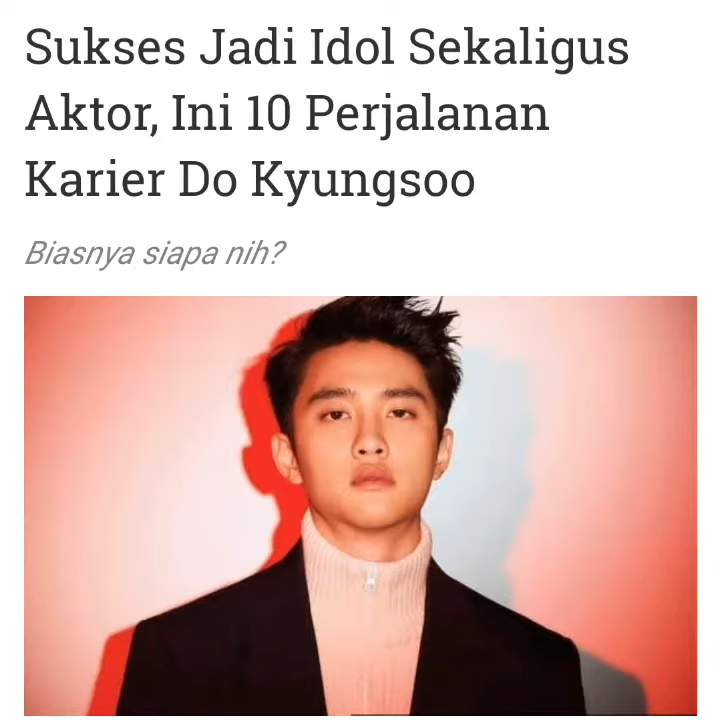 Sukses Jadi Idol Sekaligus
Aktor, Ini 10 Perjalanan
Karier Do Kyungsoo
Biasnya siapa nih?